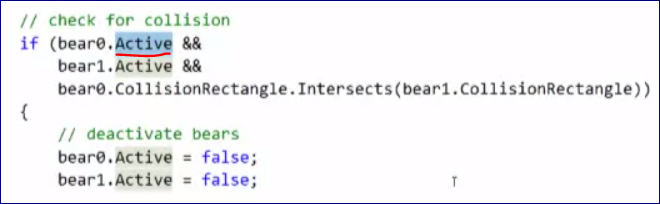 // check for collision
if (bear0.Active &&
bear1.Active &&
bear0.CollisionRectangle.Intersects(bear1.CollisionRectangle))
{
// deactivate bears
bear0.Active = false;
bear1.Active = false;